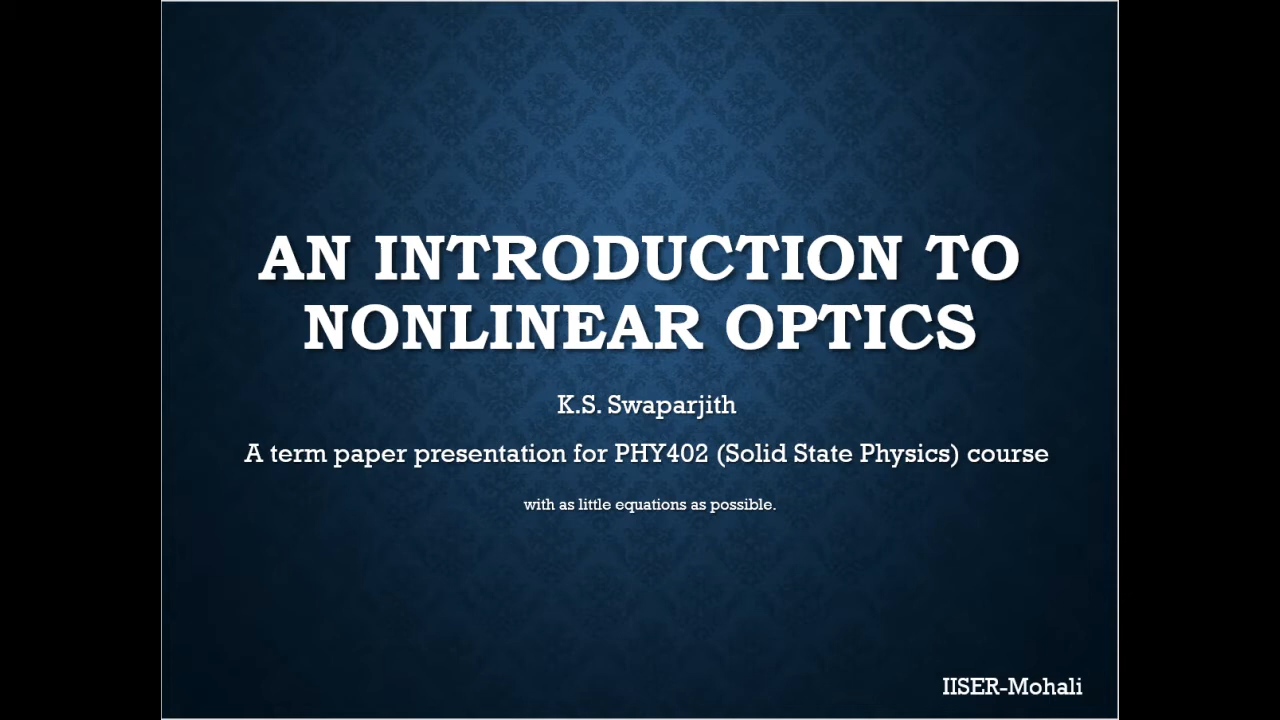 AN INTRODUCTION TO
NONLINEAR OPTICS
K.S. Swaparjith
A term paper presentation for PHY402 (Solid State Physics) course
with as little equations as possible.
IISER-Mohali